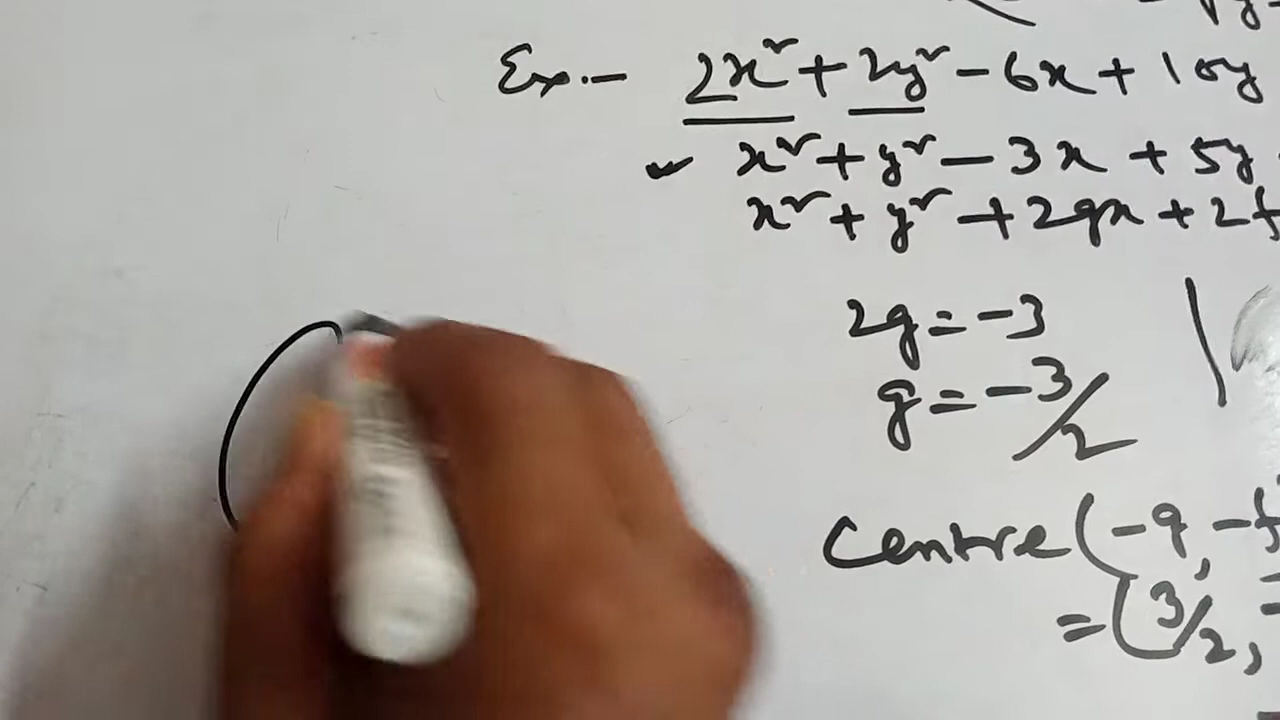 Ex:- 2x² + 2y² - 6x + 10y
x² + y² - 3x + 5y
x² + y² + 2gx + 2f
2g = -3
g = -3/2
Centre (-g, -f
= (3/2,